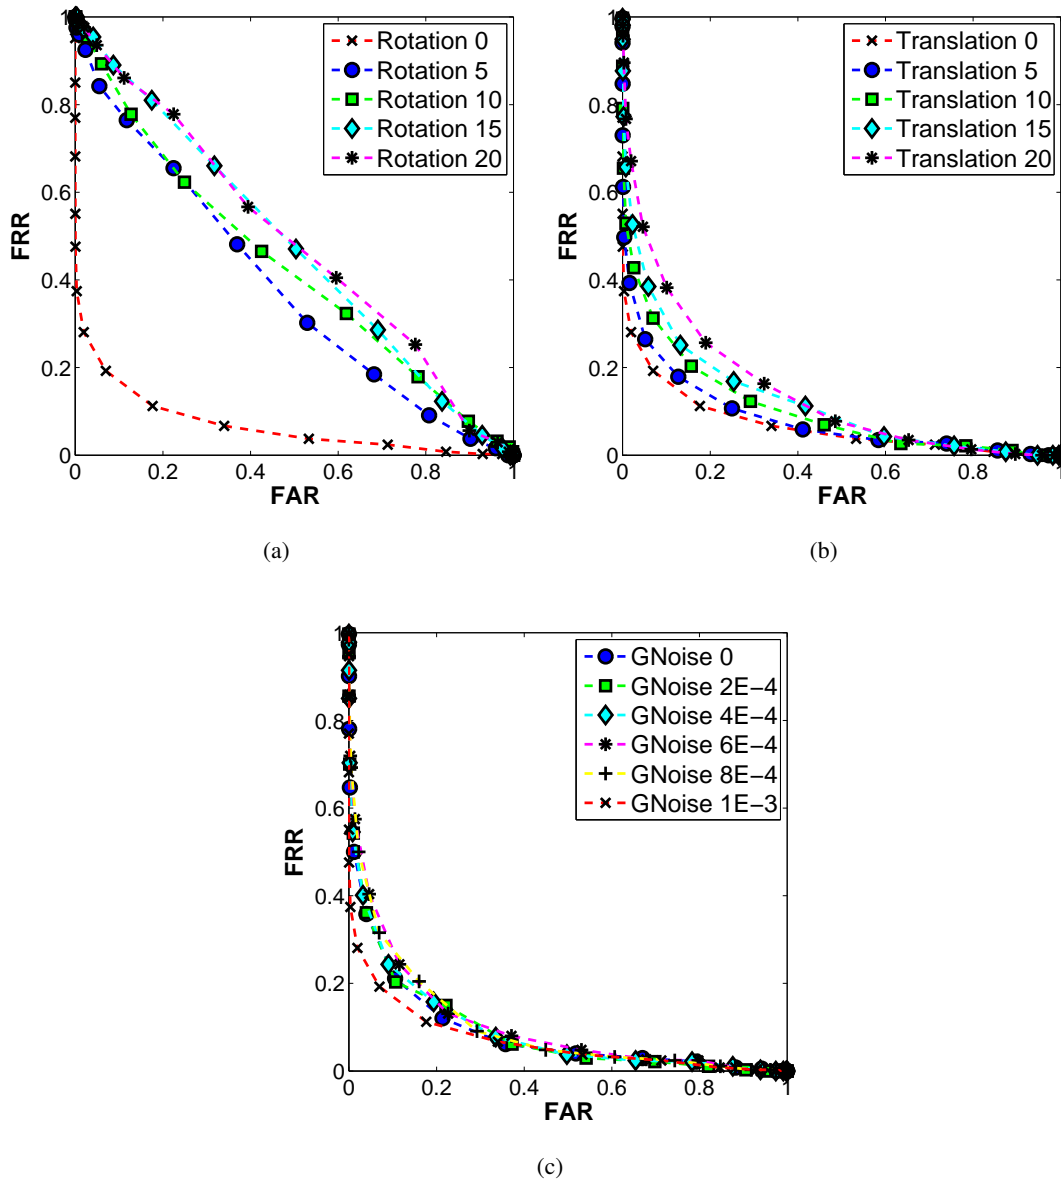 1
0.8
0.6
0.4
0.2
0
0
0.2
0.4
0.6
0.8
1
FRR
FAR
Rotation 0
Rotation 5
Rotation 10
Rotation 15
Rotation 20
(a)
1
0.8
0.6
0.4
0.2
0
0
0.2
0.4
0.6
0.8
1
FRR
FAR
Translation 0
Translation 5
Translation 10
Translation 15
Translation 20
(b)
1
0.8
0.6
0.4
0.2
0
0
0.2
0.4
0.6
0.8
1
FRR
FAR
GNoise 0
GNoise 2E-4
GNoise 4E-4
GNoise 6E-4
GNoise 8E-4
GNoise 1E-3
(c)